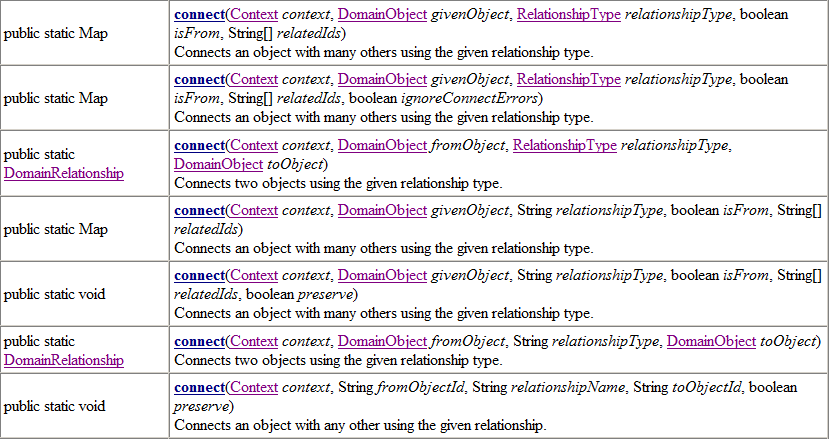 public static Map
connect(Context context, DomainObject givenObject, RelationshipType relationshipType, boolean
isFrom, String[] relatedIds)
Connects an object with many others using the given relationship type.
public static Map
connect(Context context, DomainObject givenObject, RelationshipType relationshipType, boolean
isFrom, String[] relatedIds, boolean ignoreConnectErrors)
Connects an object with many others using the given relationship type.
public static
DomainRelationship
connect(Context context, DomainObject fromObject, RelationshipType relationshipType,
DomainObject toObject)
Connects two objects using the given relationship type.
public static Map
connect(Context context, DomainObject givenObject, String relationshipType, boolean isFrom, String[]
relatedIds)
Connects an object with many others using the given relationship type.
public static void
connect(Context context, DomainObject givenObject, String relationshipType, boolean isFrom, String[]
relatedIds, boolean preserve)
Connects an object with many others using the given relationship type.
public static
DomainRelationship
connect(Context context, DomainObject fromObject, String relationshipType, DomainObject toObject)
Connects two objects using the given relationship type.
public static void
connect(Context context, String fromObjectId, String relationshipName, String toObjectId, boolean
preserve)
Connects an object with any other using the given relationship.